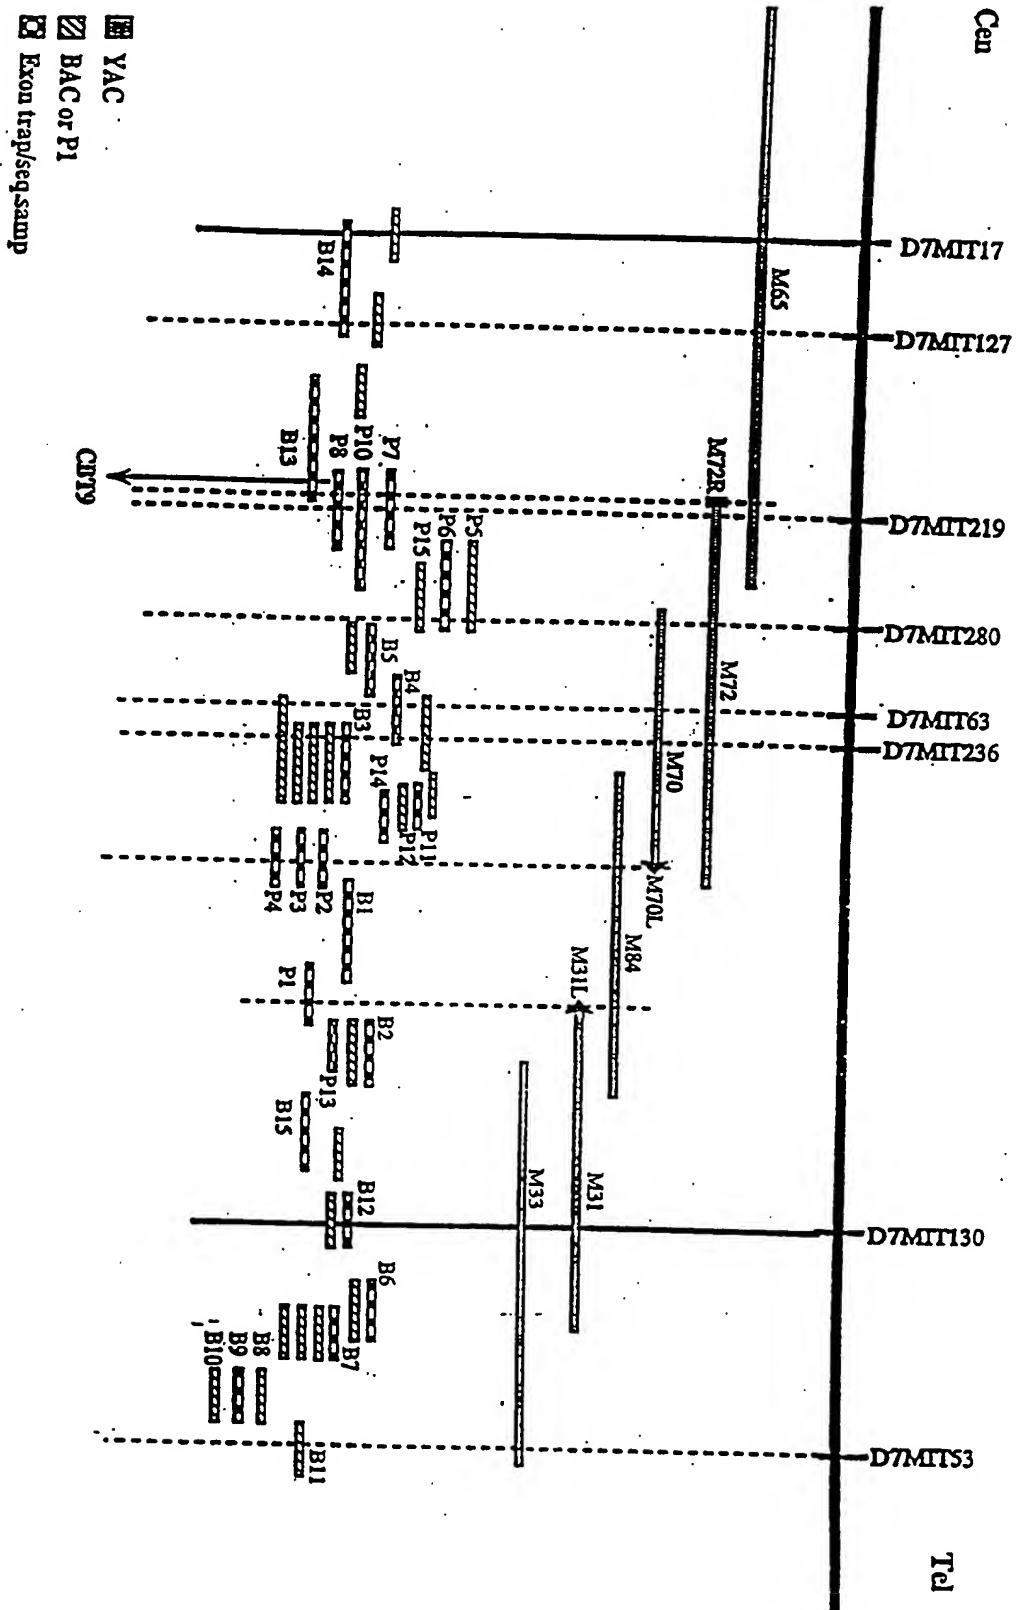 Cen
D7MIT17
D7MIT127
D7MIT219
D7MIT280
D7MIT63
D7MIT236
D7MIT130
D7MIT53
Tel
M65
M72R
M72
M70
M70L
M84
M31L
M31
M33
B14
P7
P10
P8
B13
CBT9
P5
P6
P15
B5
B4
B3
P14
P11
P12
P2
P3
P4
B1
P1
B2
P13
B15
B12
B6
B7
B8
B9
B10
B11
YAC
BAC or P1
Exon trap/seq.samp